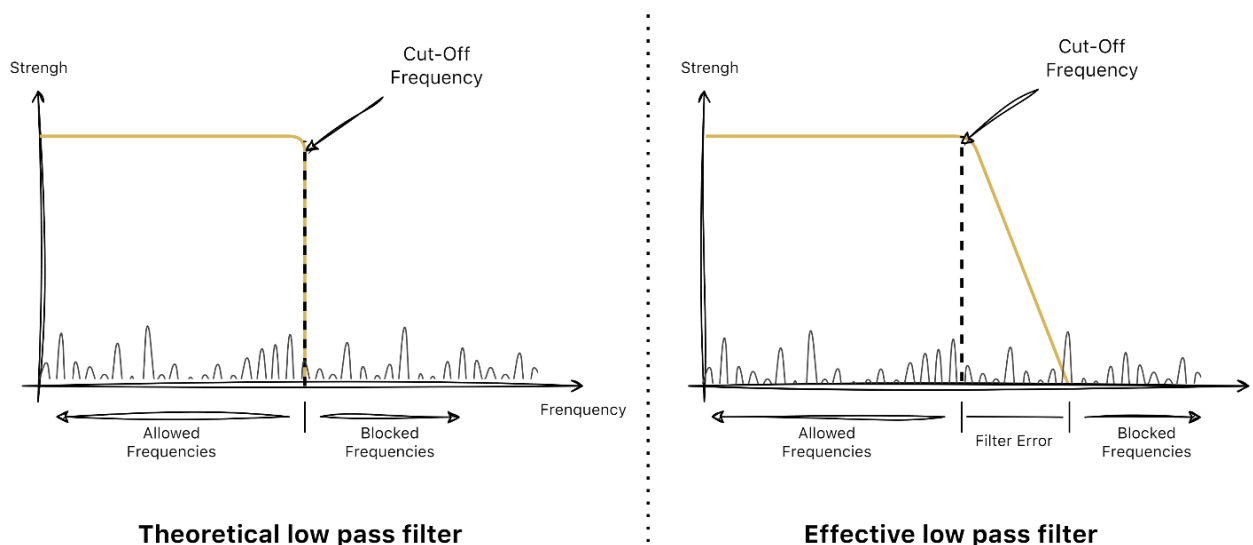 Strengh
Cut-Off
Frequency
Frenquency
Allowed
Frequencies
Blocked
Frequencies
Theoretical low pass filter
Strengh
Cut-Off
Frequency
Allowed
Frequencies
Filter Error
Blocked
Frequencies
Effective low pass filter